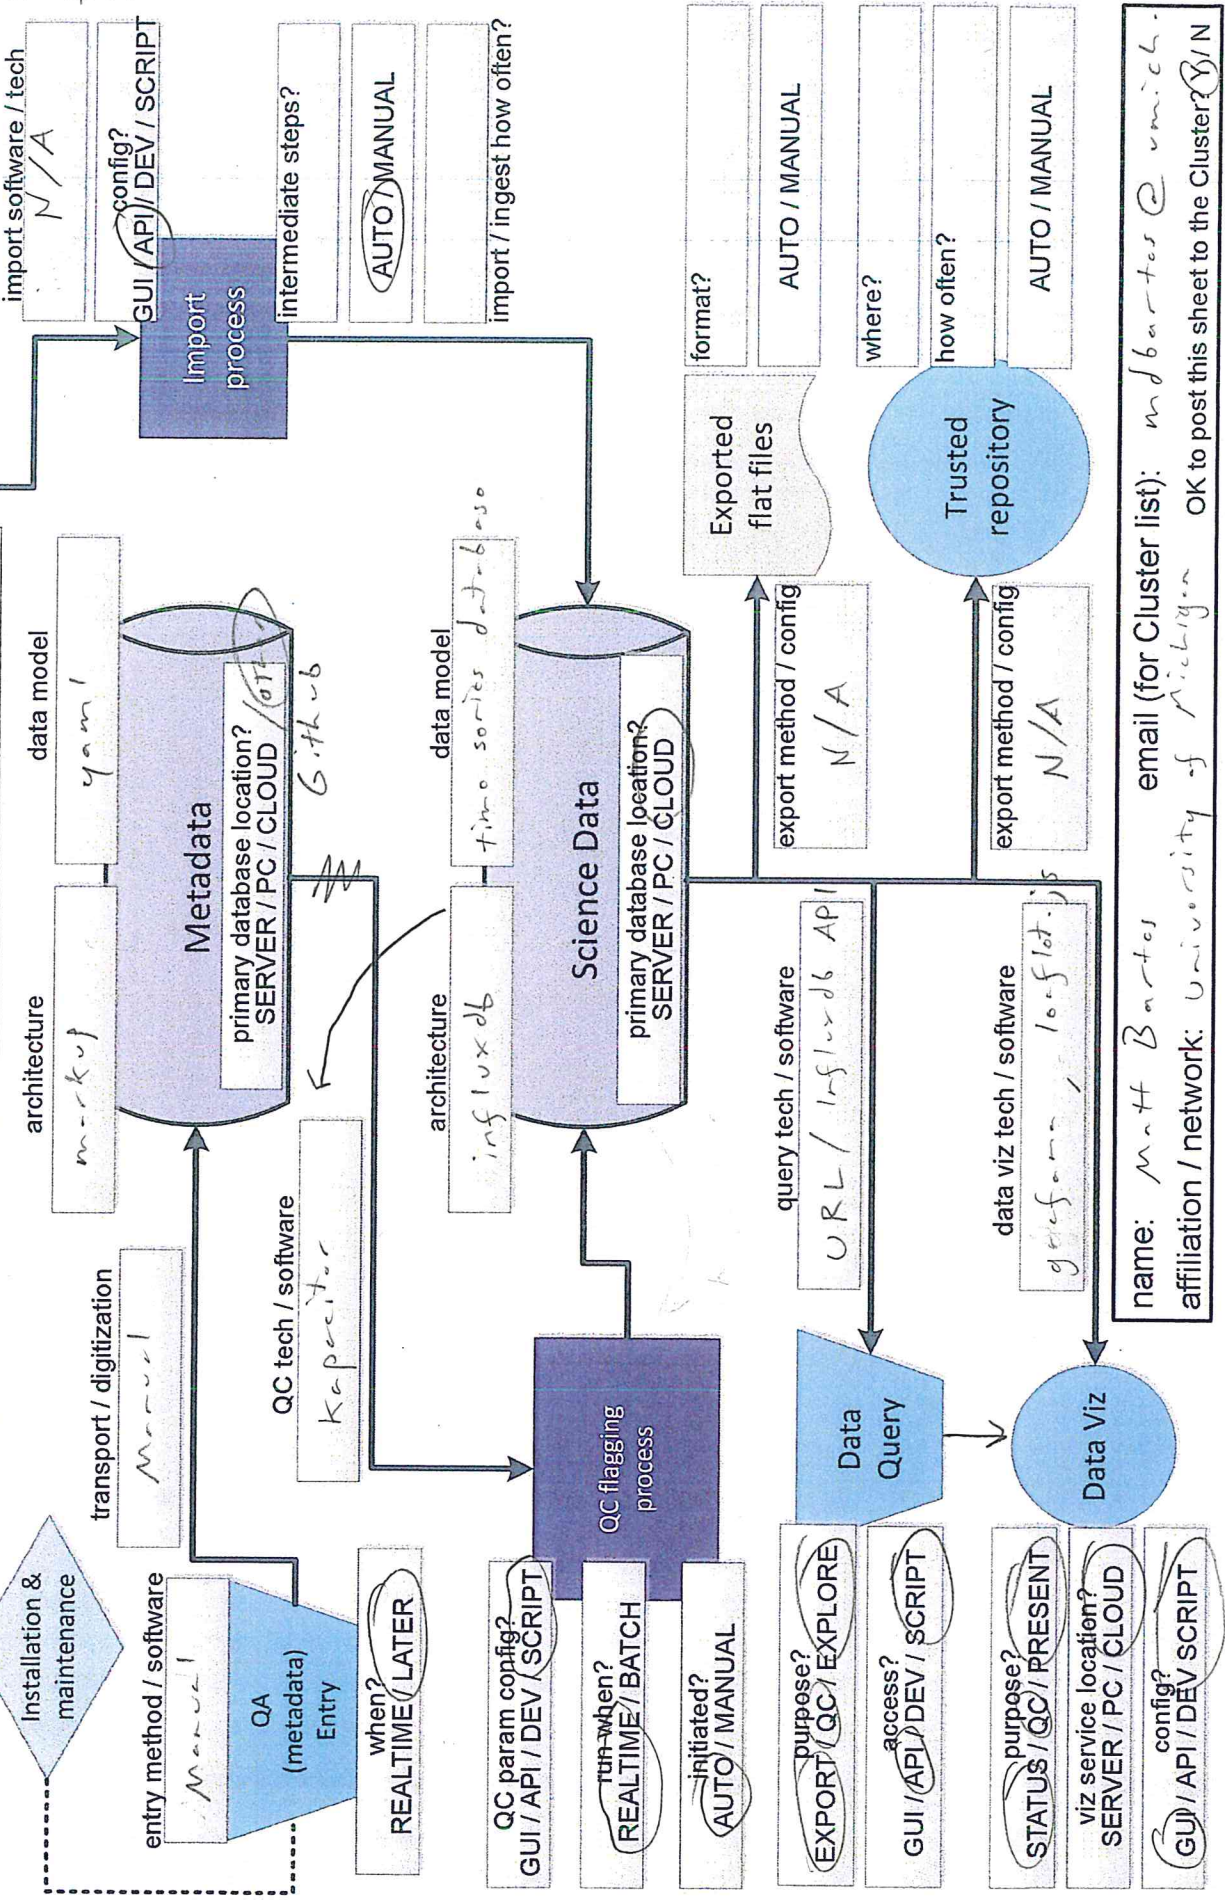 Installation &
maintenance
entry method / software
Manual
QA
(metadata)
Entry
when?
REALTIME / LATER
transport / digitization
Manual
architecture
markup
data model
yaml
Metadata
primary database location?
SERVER / PC / CLOUD / other
Github
import software / tech
N/A
config?
GUI / API / DEV / SCRIPT
Import
process
intermediate steps?
AUTO / MANUAL
import / ingest how often?
QC tech / software
Kapacitor
QC param config?
GUI / API / DEV / SCRIPT
run when?
REALTIME / BATCH
initiated?
AUTO / MANUAL
QC flagging
process
architecture
influxdb
data model
time series database
Science Data
primary database location?
SERVER / PC / CLOUD
export method / config
N/A
Exported
flat files
format?
AUTO / MANUAL
export method / config
N/A
Trusted
repository
where?
how often?
AUTO / MANUAL
query tech / software
URL / Influxdb API
Data
Query
purpose?
EXPORT / QC / EXPLORE
access?
GUI / API / DEV / SCRIPT
data viz tech / software
Data Viz
purpose?
STATUS / QC / PRESENT
viz service location?
SERVER / PC / CLOUD
config?
GUI / API / DEV SCRIPT
name: Matt Bartos email (for Cluster list): mdbartos @ umich.
affiliation / network: University of Michigan OK to post this sheet to the Cluster? Y / N